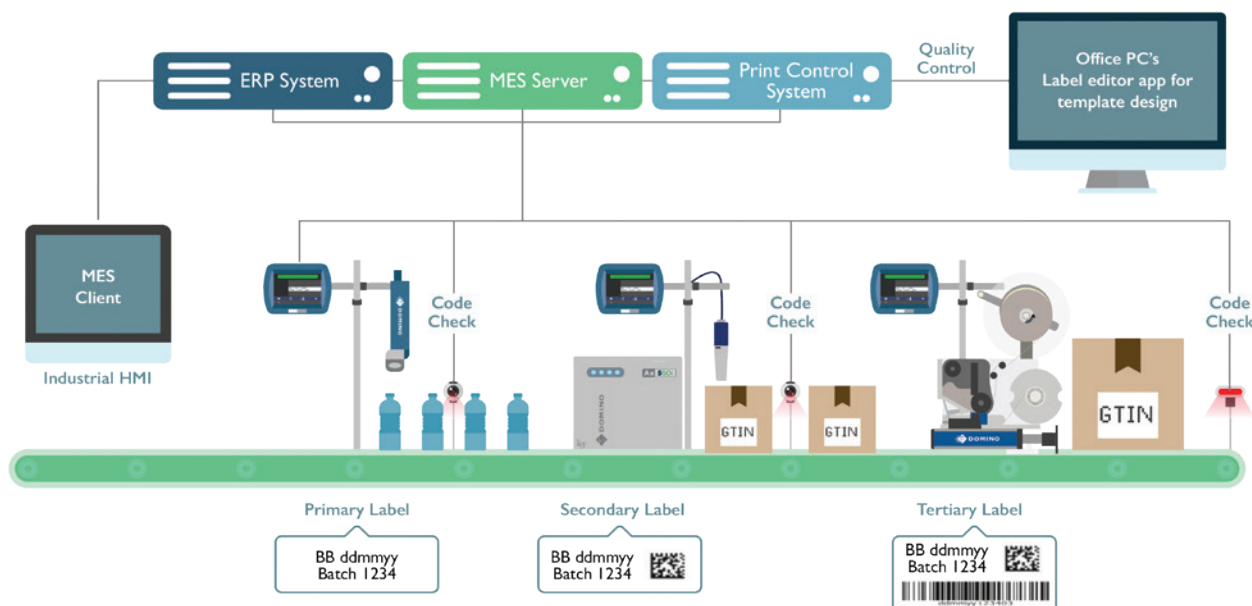 ERP System
MES Server
Print Control
System
Quality
Control
Office PC's
Label editor app for
template design
MES
Client
Industrial HMI
Code
Check
Code
Check
Code
Check
DOMINO
DOMINO
Ax
GTIN
GTIN
DOMINO
GTIN
Primary Label
BB ddmmyy
Batch 1234
Secondary Label
BB ddmmyy
Batch 1234
Tertiary Label
BB ddmmyy
Batch 1234
ddmmyy123403